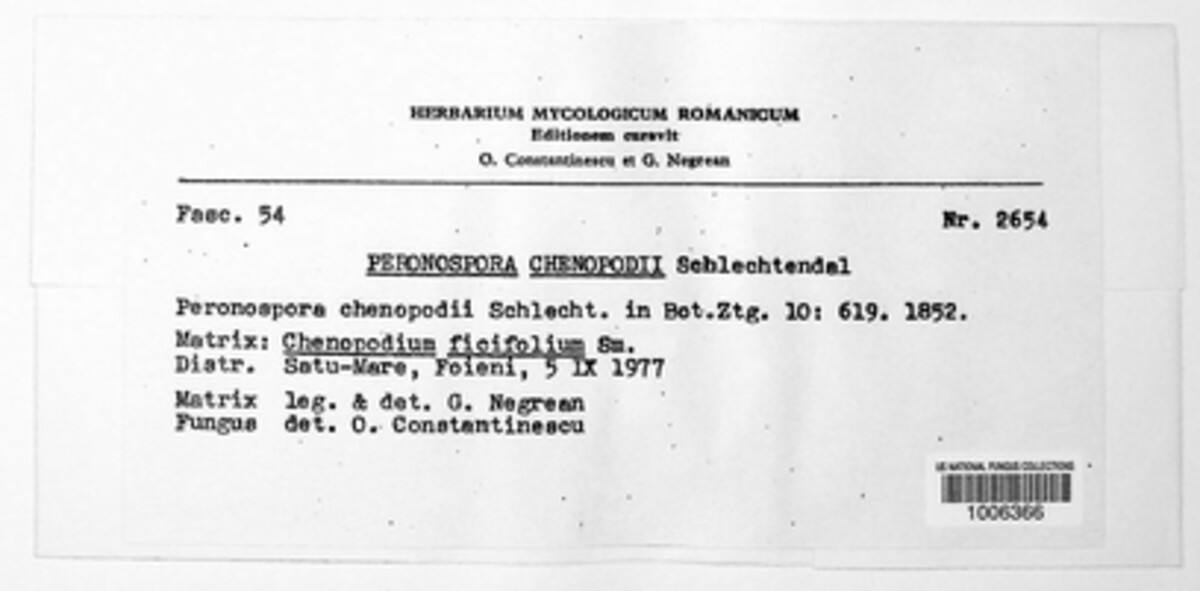 HERBARIUM MYCOLOGICUM ROMANICUM
Editionem curavit
O. Constantinescu et G. Negrean
Fasc. 54
Nr. 2654
PERONOSPORA CHENOPODII Schlechtendal
Peronospora chenopodii Schlecht. in Bot.Ztg. 10: 619. 1852.
Matrix: Chenopodium ficifolium Sm.
Distr. Satu-Mare, Foieni, 5 IX 1977
Matrix leg. & det. G. Negrean
Fungus det. O. Constantinescu
US NATIONAL FUNGUS COLLECTIONS
1006366